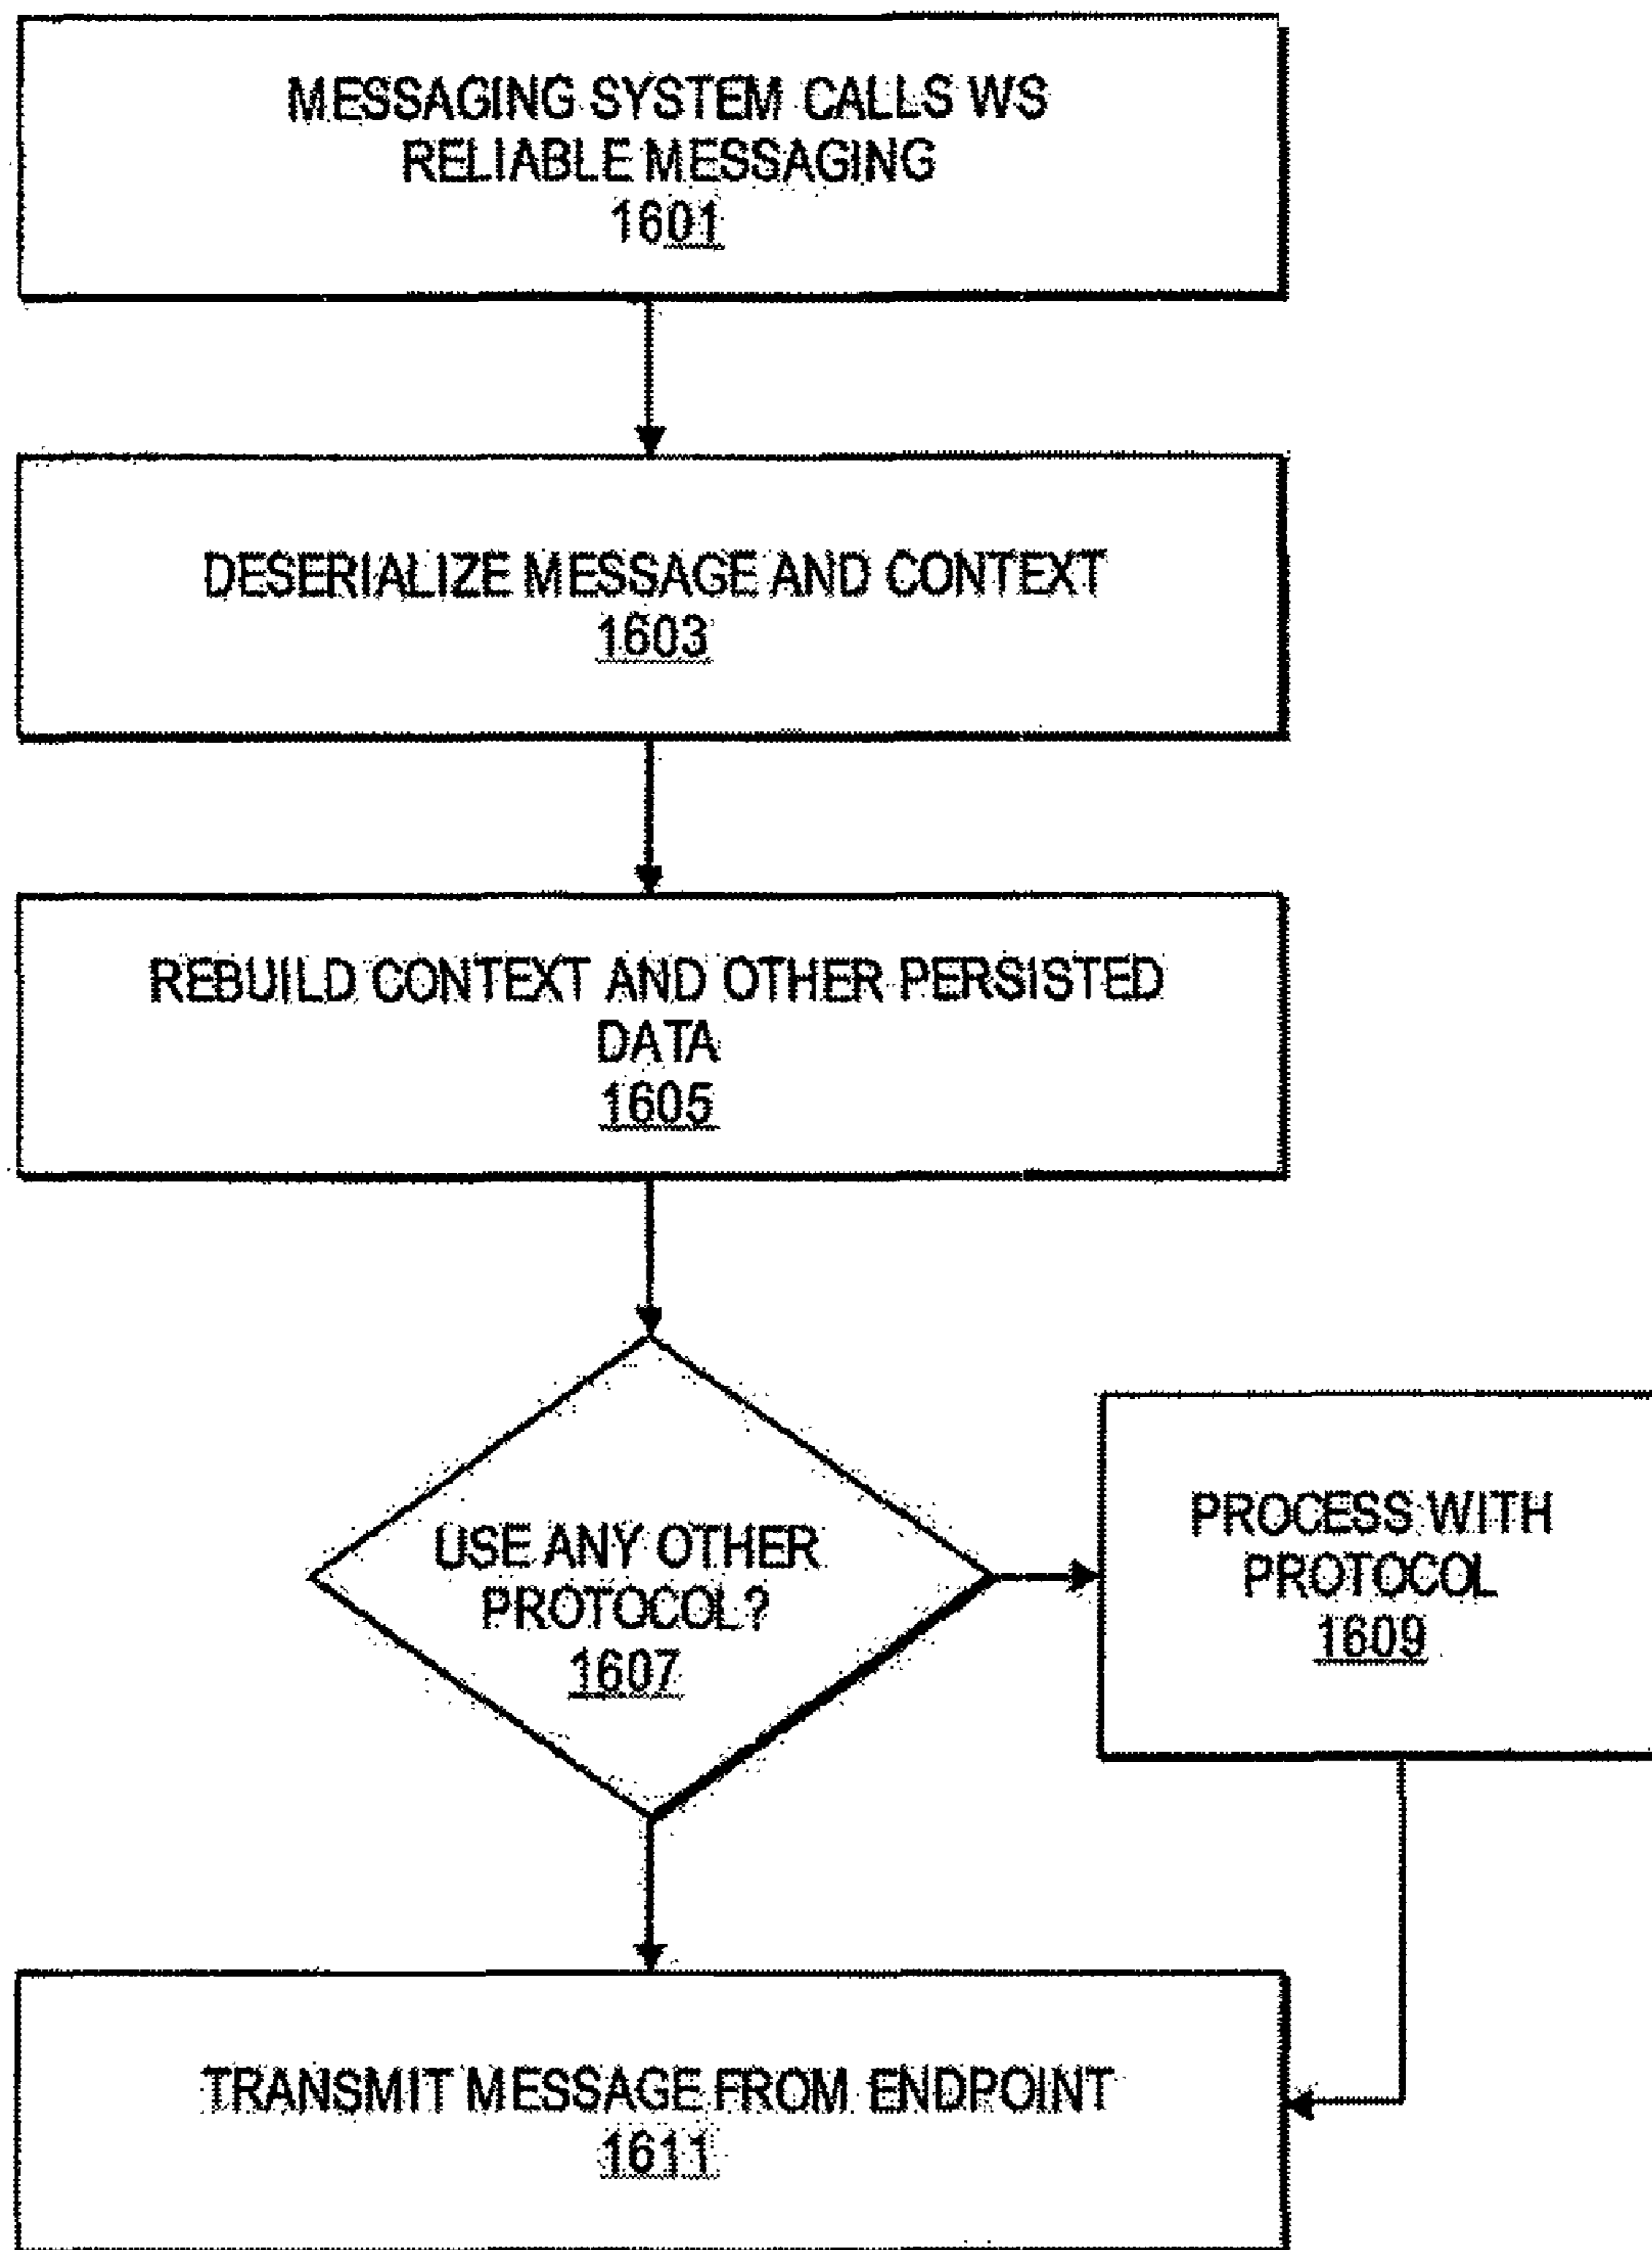 MESSAGING SYSTEM CALLS WS
RELIABLE MESSAGING
1601
DESERIALIZE MESSAGE AND CONTEXT
1603
REBUILD CONTEXT AND OTHER PERSISTED
DATA
1605
USE ANY OTHER
PROTOCOL?
1607
PROCESS WITH
PROTOCOL
1609
TRANSMIT MESSAGE FROM ENDPOINT
1611